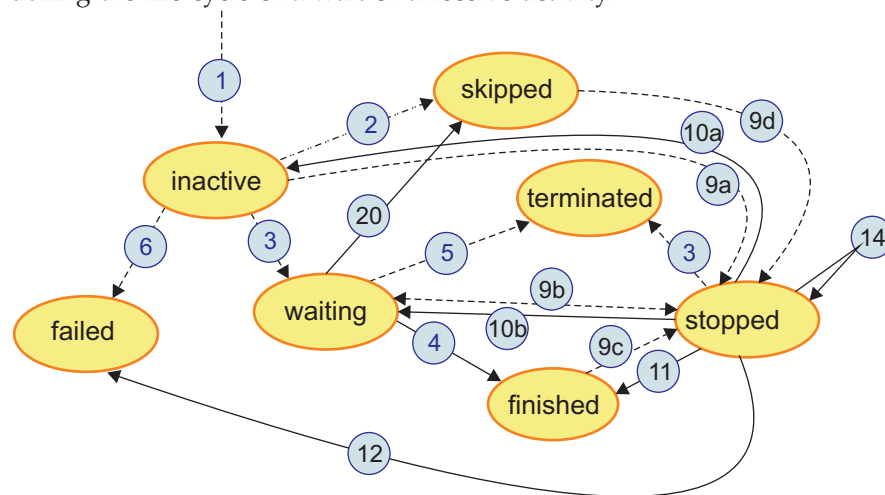 1
skipped
2
9d
10a
inactive
9a
terminated
20
6
3
5
3
14
9b
waiting
10b
stopped
failed
4
9c
11
finished
12